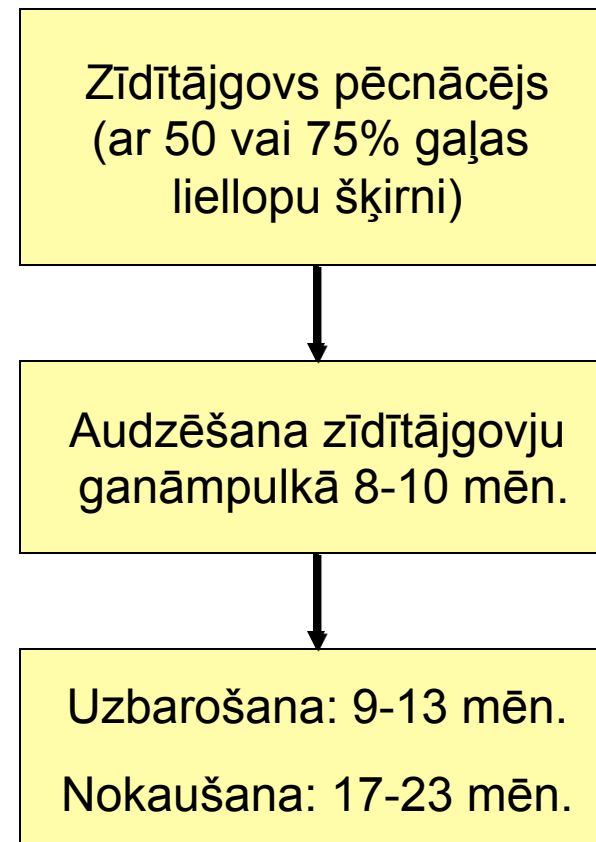 Zīdītājgovs pēcnācējs
(ar 50 vai 75% gaļas
liellopu šķirni)
Audzēšana zīdītājgovju
ganāmpulkā 8-10 mēn.
Uzbarošana: 9-13 mēn.
Nokaušana: 17-23 mēn.